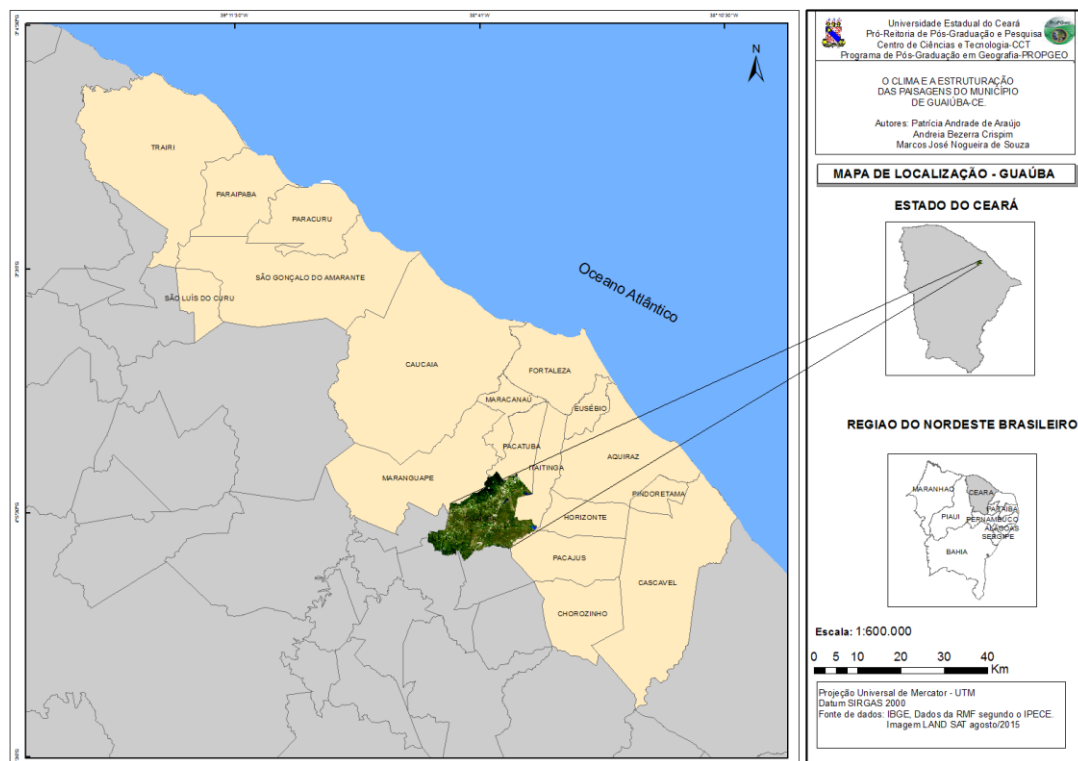 N
TRAIRI
PARAIPABA
PARACURU
SÃO GONÇALO DO AMARANTE
SÃO LUÍS DO CURU
Oceano Atlântico
CAUCAIA
FORTALEZA
MARACANAÚ
EUSÉBIO
PACATUBA
ITAITINGA
AQUIRAZ
MARANGUAPE
PINDORETAMA
HORIZONTE
PACAJUS
CASCAVEL
CHOROZINHO
Universidade Estadual do Ceará
Pró-Reitoria de Pós-Graduação e Pesquisa
Centro de Ciências e Tecnologia-CCT
Programa de Pós-Graduação em Geografia-PROPGEO
O CLIMA E A ESTRUTURAÇÃO
DAS PAISAGENS DO MUNICÍPIO
DE GUAIÚBA-CE.
Autores: Patrícia Andrade de Araújo
Andreia Bezerra Crispim
Marcos José Nogueira de Souza
MAPA DE LOCALIZAÇÃO - GUAÚBA
ESTADO DO CEARÁ
REGIAO DO NORDESTE BRASILEIRO
MARANHÃO
CEARA
PARAIBA
PIAUI
PERNAMBUCO
ALAGOAS
SERGIPE
BAHIA
Escala: 1:600.000
0 5 10 20 30 40
Km
Projeção Universal de Mercator - UTM
Datum SIRGAS 2000
Fonte de dados: IBGE, Dados da RMF segundo o IPECE.
Imagem LAND SAT agosto/2015